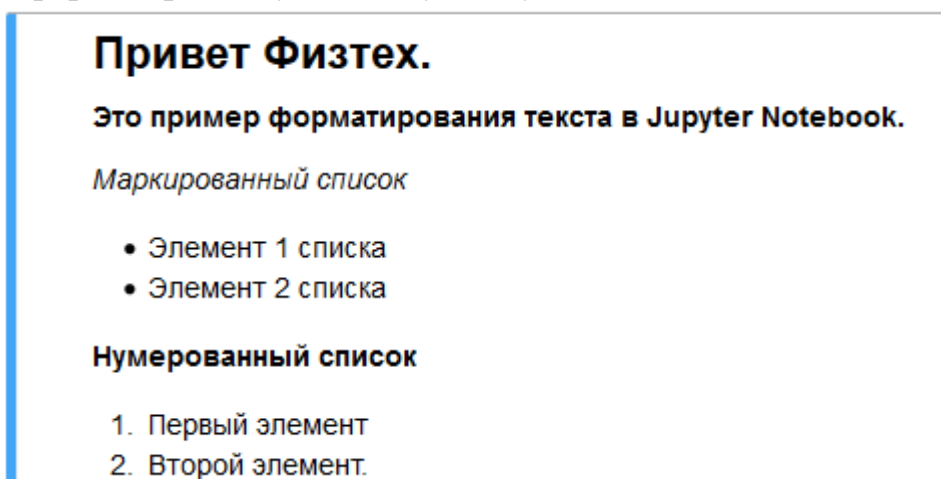 Привет Физтех.
Это пример форматирования текста в Jupyter Notebook.
Маркированный список
• Элемент 1 списка
• Элемент 2 списка
Нумерованный список
1. Первый элемент
2. Второй элемент.